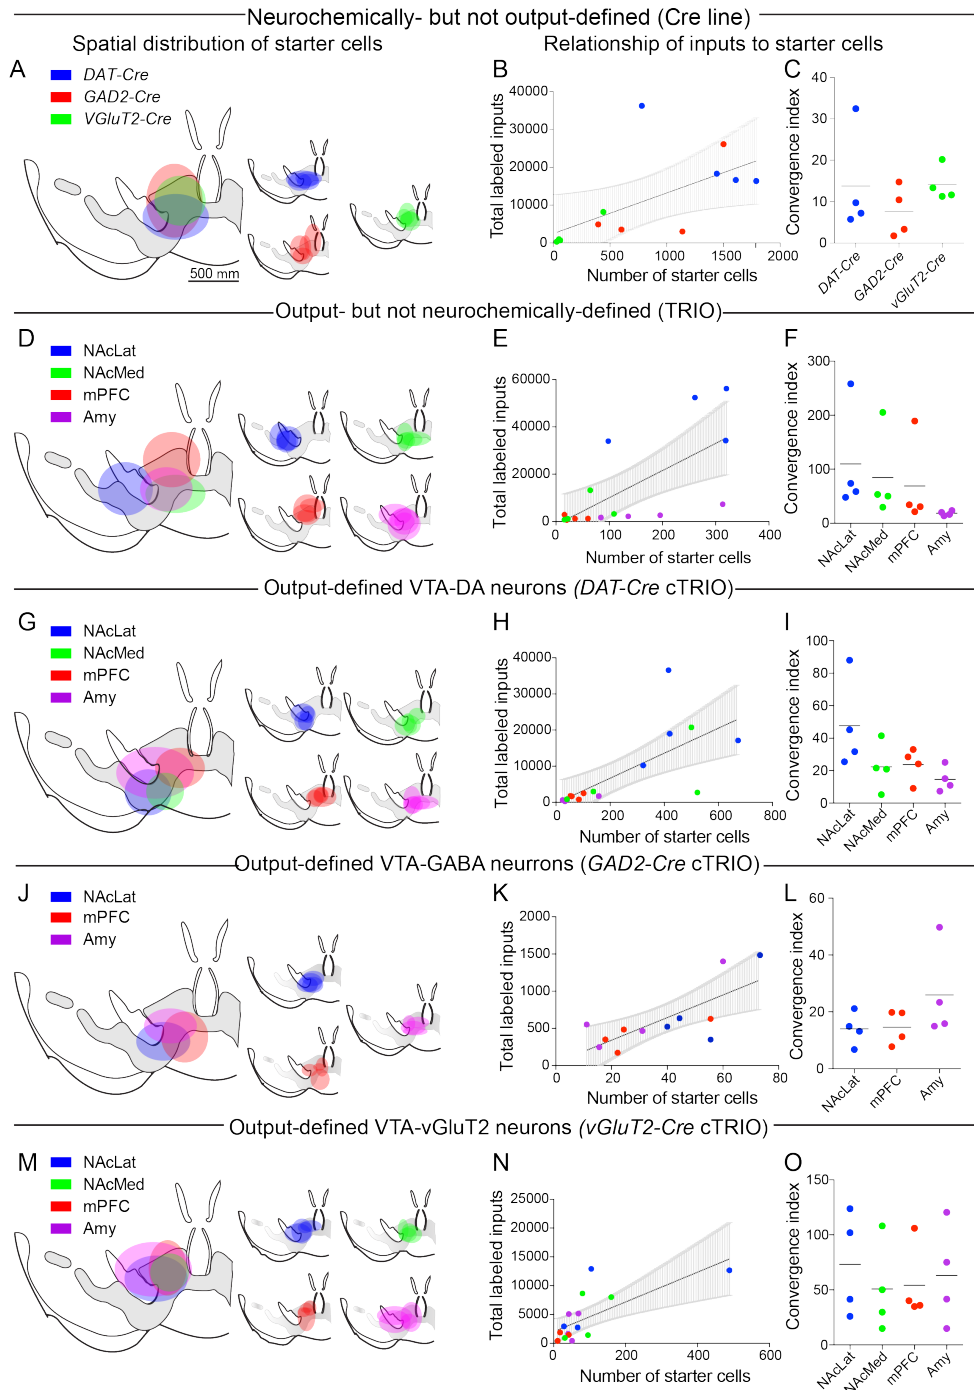 Neurochemically- but not output-defined (Cre line)
Spatial distribution of starter cells
Relationship of inputs to starter cells
A
DAT-Cre
GAD2-Cre
VGluT2-Cre
500 mm
B
Total labeled inputs
40000
30000
20000
10000
0
0 500 1000 1500 2000
Number of starter cells
C
Convergence index
40
30
20
10
0
DAT-Cre
GAD2-Cre
vGluT2-Cre
Output- but not neurochemically-defined (TRIO)
D
NAcLat
NAcMed
mPFC
Amy
E
Total labeled inputs
60000
40000
20000
0
0 100 200 300 400
Number of starter cells
F
Convergence index
300
200
100
0
NAcLat
NAcMed
mPFC
Amy
Output-defined VTA-DA neurons (DAT-Cre cTRIO)
G
NAcLat
NAcMed
mPFC
Amy
H
Total labeled inputs
40000
30000
20000
10000
0
0 200 400 600 800
Number of starter cells
I
Convergence index
100
80
60
40
20
0
NAcLat
NAcMed
mPFC
Amy
Output-defined VTA-GABA neurrons (GAD2-Cre cTRIO)
J
NAcLat
mPFC
Amy
K
Total labeled inputs
2000
1500
1000
500
0
0 20 40 60 80
Number of starter cells
L
Convergence index
60
40
20
0
NAcLat
mPFC
Amy
Output-defined VTA-vGluT2 neurons (vGluT2-Cre cTRIO)
M
NAcLat
NAcMed
mPFC
Amy
N
Total labeled inputs
25000
20000
15000
10000
5000
0
0 200 400 600
Number of starter cells
O
Convergence index
150
100
50
0
NAcLat
NAcMed
mPFC
Amy